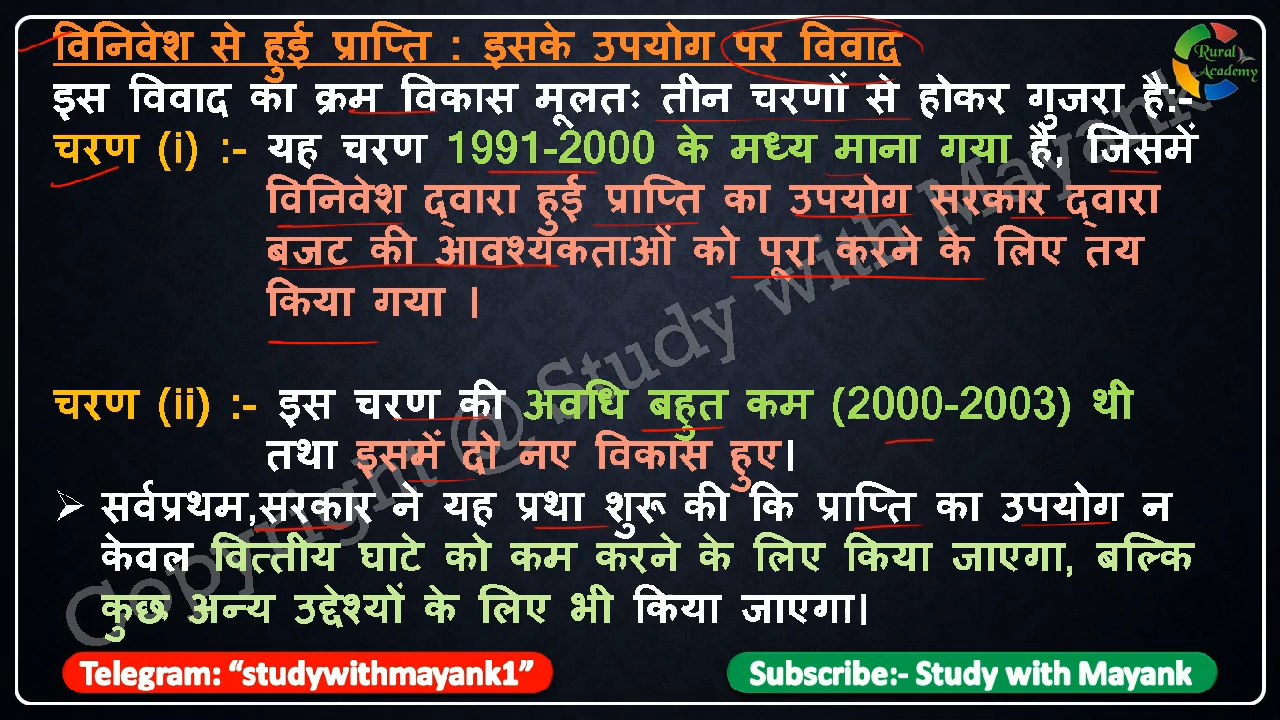 विनिवेश से हुई प्राप्ति : इसके उपयोग पर विवाद
Rural
Academy
इस विवाद का क्रम विकास मूलतः तीन चरणों से होकर गुजरा है:-
चरण (i) :- यह चरण 1991-2000 के मध्य माना गया है, जिसमें
विनिवेश द्वारा हुई प्राप्ति का उपयोग सरकार द्वारा
बजट की आवश्यकताओं को पूरा करने के लिए तय
किया गया ।
चरण (ii) :- इस चरण की अवधि बहुत कम (2000-2003) थी
तथा इसमें दो नए विकास हुए।
➢ सर्वप्रथम,सरकार ने यह प्रथा शुरू की कि प्राप्ति का उपयोग न
केवल वित्तीय घाटे को कम करने के लिए किया जाएगा, बल्कि
कुछ अन्य उद्देश्यों के लिए भी किया जाएगा।
Copyright @ Study with Mayank
Telegram: “studywithmayank1”
Subscribe:- Study with Mayank